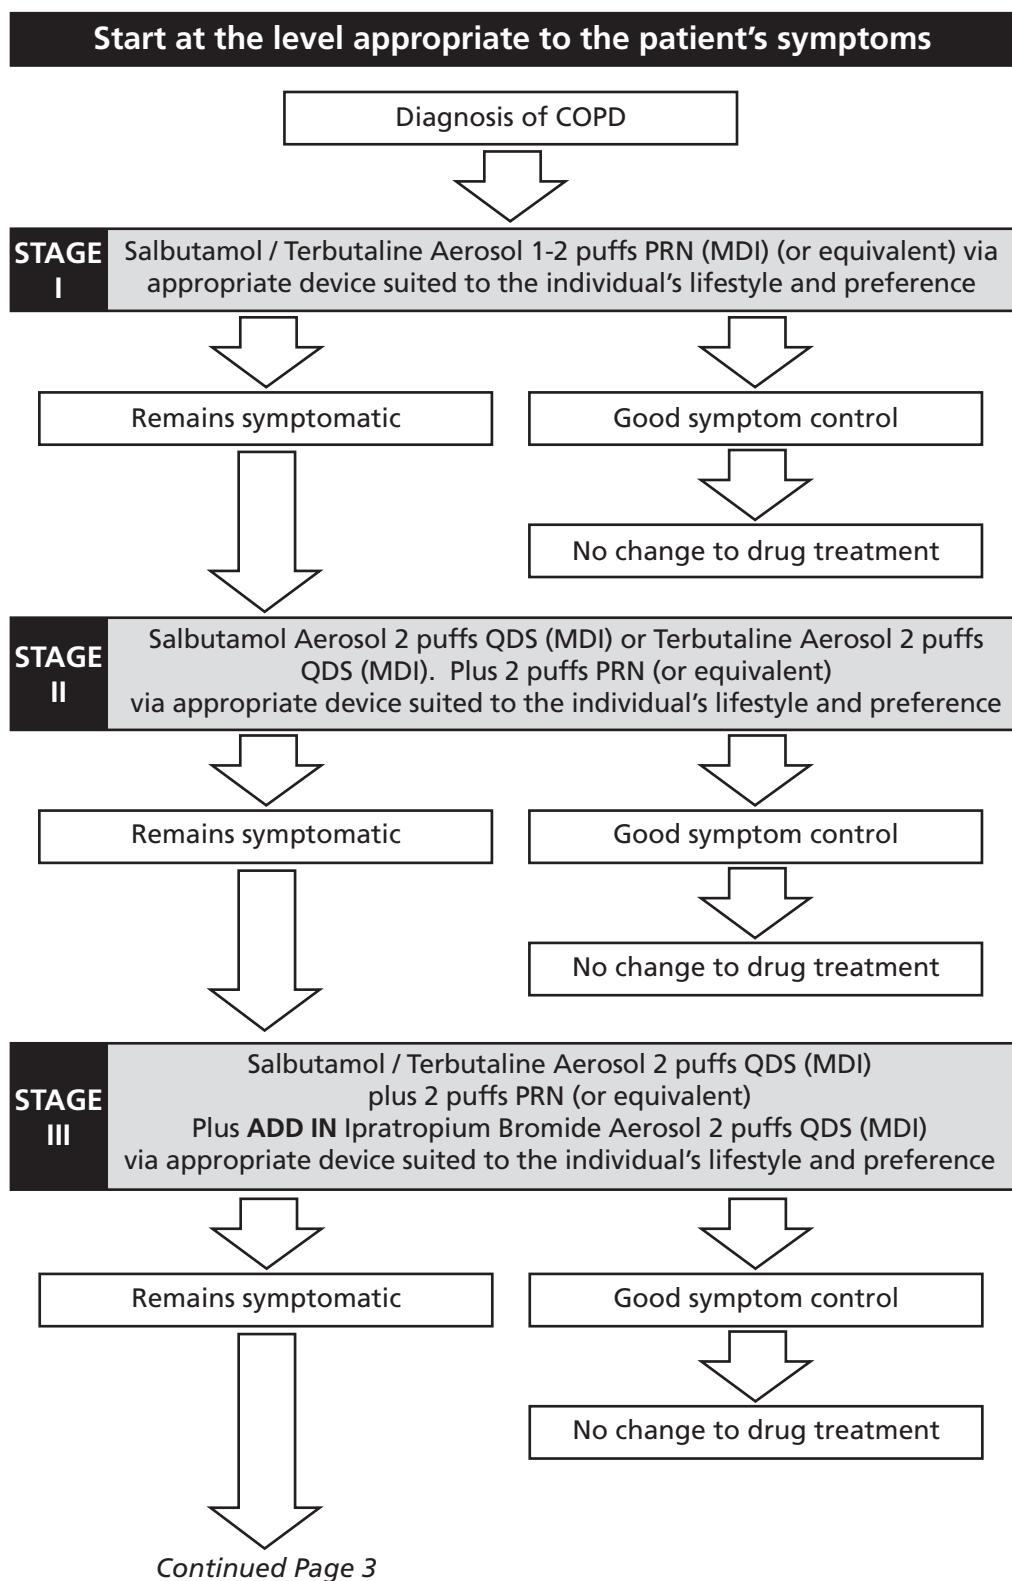 Start at the level appropriate to the patient’s symptoms
Diagnosis of COPD
STAGE
I
Salbutamol / Terbutaline Aerosol 1-2 puffs PRN (MDI) (or equivalent) via
appropriate device suited to the individual’s lifestyle and preference
Remains symptomatic
Good symptom control
No change to drug treatment
STAGE
II
Salbutamol Aerosol 2 puffs QDS (MDI) or Terbutaline Aerosol 2 puffs
QDS (MDI).  Plus 2 puffs PRN (or equivalent)
via appropriate device suited to the individual’s lifestyle and preference
Remains symptomatic
Good symptom control
No change to drug treatment
STAGE
III
Salbutamol / Terbutaline Aerosol 2 puffs QDS (MDI)
plus 2 puffs PRN (or equivalent)
Plus ADD IN Ipratropium Bromide Aerosol 2 puffs QDS (MDI)
via appropriate device suited to the individual’s lifestyle and preference
Remains symptomatic
Good symptom control
No change to drug treatment
Continued Page 3